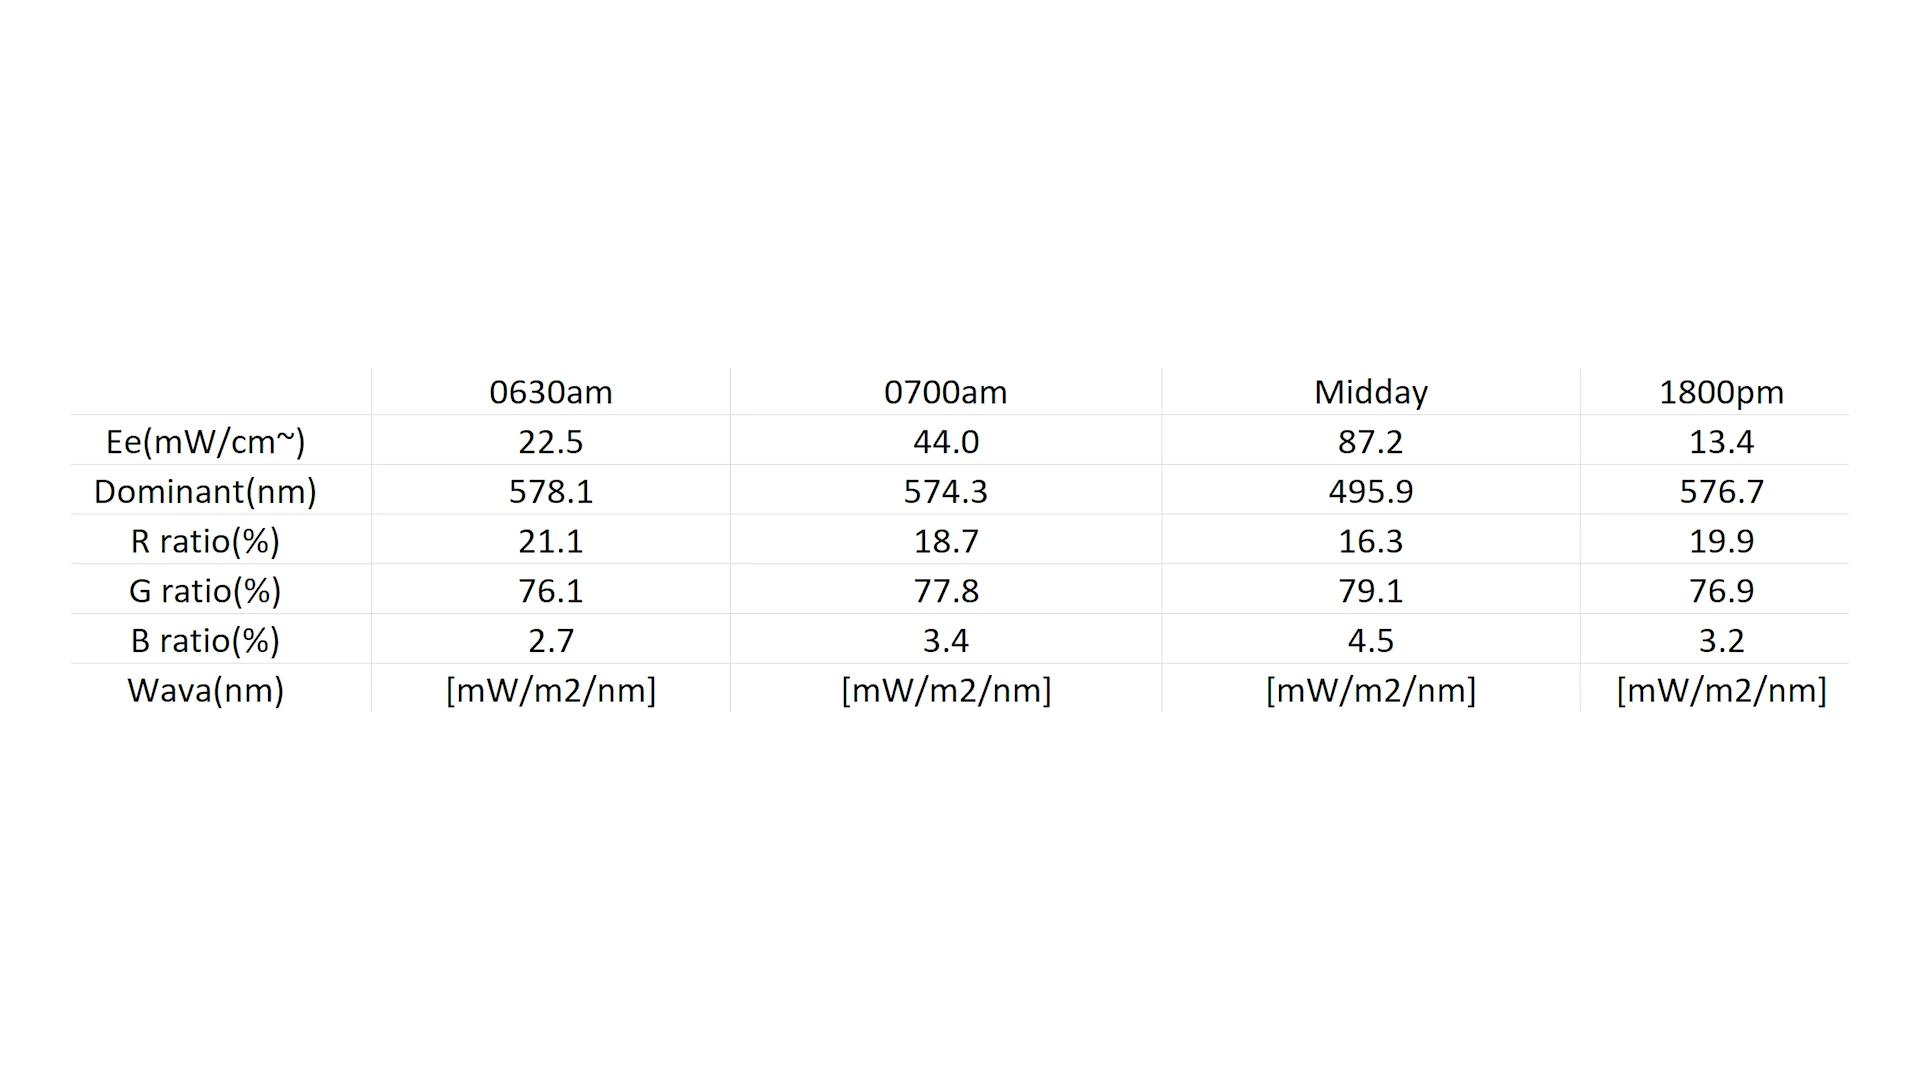 0630am 0700am Midday 1800pm
Ee(mW/cm~) 22.5 44.0 87.2 13.4
Dominant(nm) 578.1 574.3 495.9 576.7
R ratio(%) 21.1 18.7 16.3 19.9
G ratio(%) 76.1 77.8 79.1 76.9
B ratio(%) 2.7 3.4 4.5 3.2
Wava(nm) [mW/m2/nm] [mW/m2/nm] [mW/m2/nm] [mW/m2/nm]